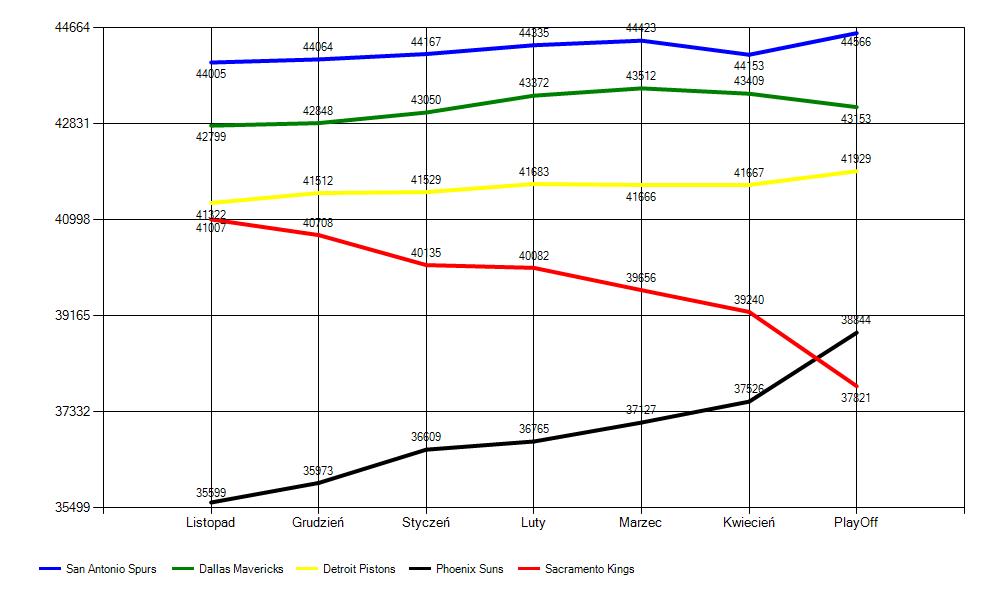 44664
42831
40998
39165
37332
35499
44005 44064 44167 44335 44423 44153 44566
42799 42848 43050 43372 43512 43409 43153
41322 41512 41529 41683 41666 41667 41929
41007 40708 40135 40082 39656 39240 37821
35599 35973 36609 36765 37127 37526 38844
Listopad Grudzień Styczeń Luty Marzec Kwiecień PlayOff
San Antonio Spurs Dallas Mavericks Detroit Pistons Phoenix Suns Sacramento Kings